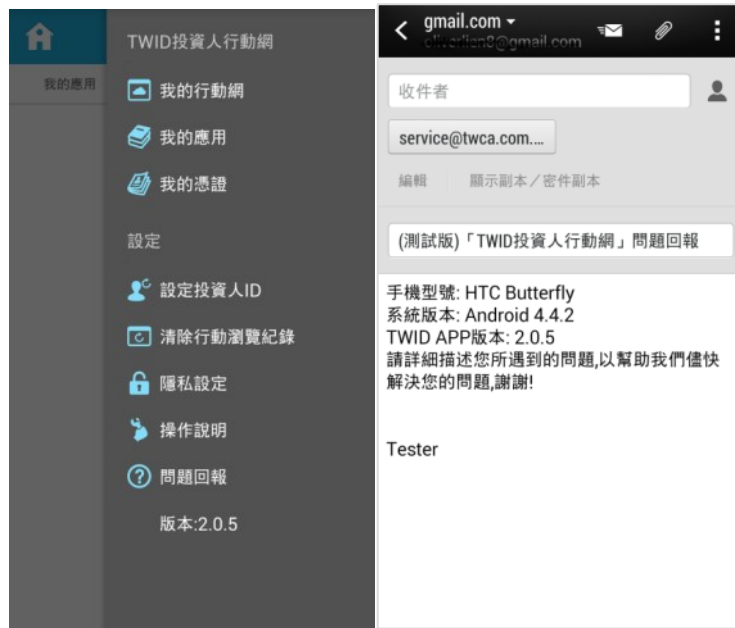 我的應用
TWID投資人行動網
我的行動網
我的應用
我的憑證
設定
設定投資人ID
清除行動瀏覽紀錄
隱私設定
操作說明
問題回報
版本:2.0.5
gmail.com
@gmail.com
收件者
service@twca.com....
編輯 顯示副本/密件副本
(測試版)「TWID投資人行動網」問題回報
手機型號: HTC Butterfly
系統版本: Android 4.4.2
TWID APP版本: 2.0.5
請詳細描述您所遇到的問題,以幫助我們儘快
解決您的問題,謝謝!
Tester